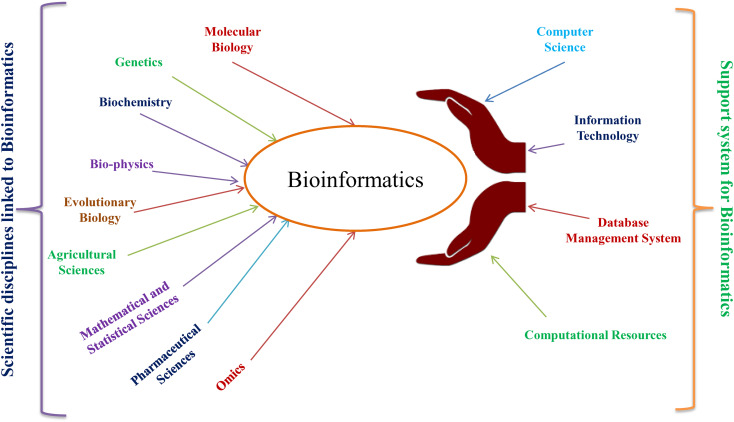 Scientific disciplines linked to Bioinformatics
Molecular
Biology
Genetics
Biochemistry
Bio-physics
Evolutionary
Biology
Agricultural
Sciences
Mathematical and
Statistical Sciences
Pharmaceutical
Sciences
Omics
Bioinformatics
Computer
Science
Information
Technology
Database
Management System
Computational Resources
Support system for Bioinformatics